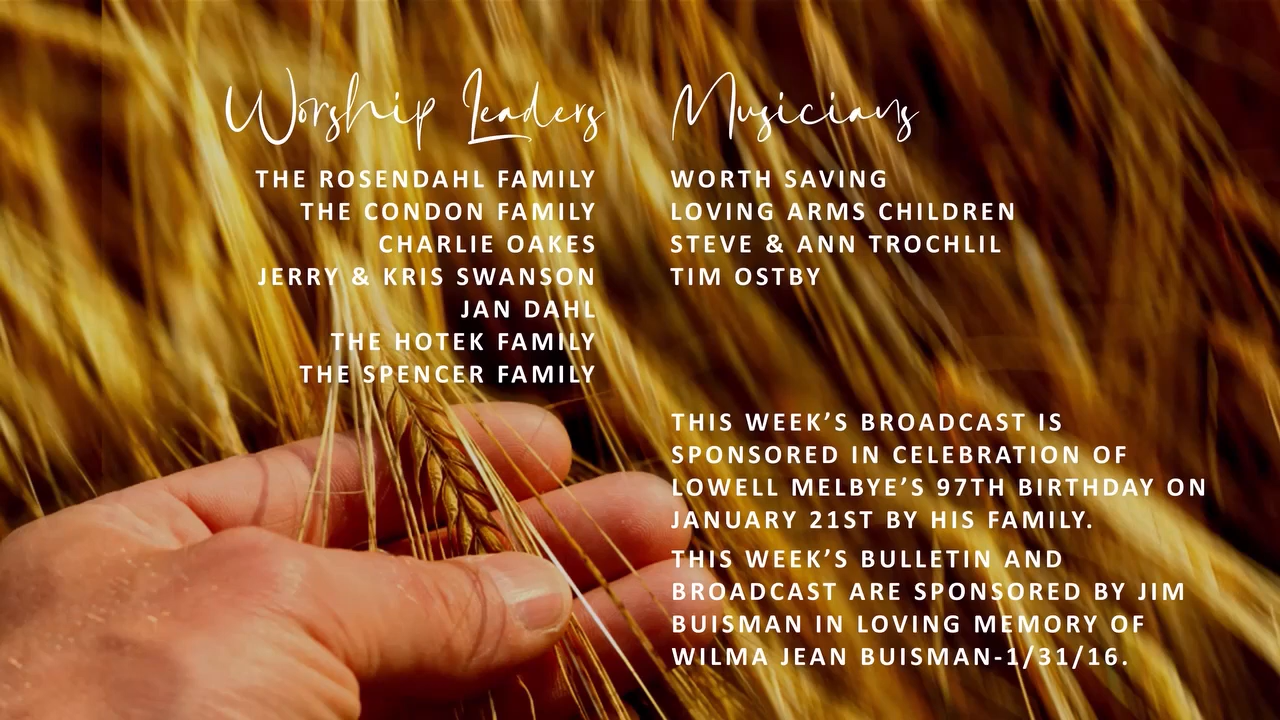 Worship Leaders
THE ROSENDAHL FAMILY
THE CONDON FAMILY
CHARLIE OAKES
JERRY & KRIS SWANSON
JAN DAHL
THE HOTEK FAMILY
THE SPENCER FAMILY
Musicians
WORTH SAVING
LOVING ARMS CHILDREN
STEVE & ANN TROCHLIL
TIM OSTBY
THIS WEEK’S BROADCAST IS
SPONSORED IN CELEBRATION OF
LOWELL MELBYE’S 97TH BIRTHDAY ON
JANUARY 21ST BY HIS FAMILY.
THIS WEEK’S BULLETIN AND
BROADCAST ARE SPONSORED BY JIM
BUISMAN IN LOVING MEMORY OF
WILMA JEAN BUISMAN-1/31/16.